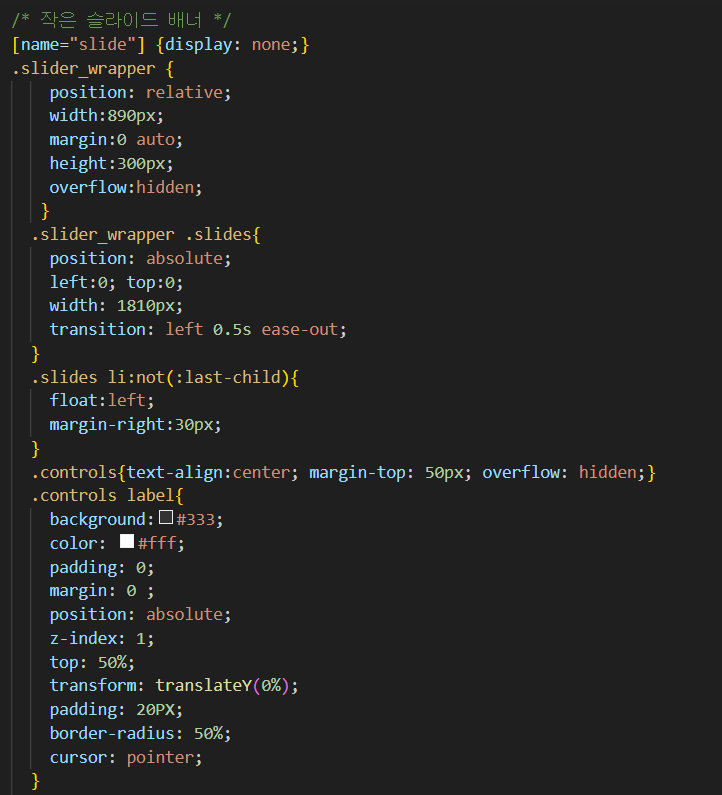 /* 작은 슬라이드 배너 */
[name="slide"] {display: none;}
.slider_wrapper {
position: relative;
width:890px;
margin:0 auto;
height:300px;
overflow:hidden;
}
.slider_wrapper .slides{
position: absolute;
left:0; top:0;
width: 1810px;
transition: left 0.5s ease-out;
}
.slides li:not(:last-child){
float:left;
margin-right:30px;
}
.controls{text-align:center; margin-top: 50px; overflow: hidden;}
.controls label{
background: #333;
color: #fff;
padding: 0;
margin: 0 ;
position: absolute;
z-index: 1;
top: 50%;
transform: translateY(0%);
padding: 20PX;
border-radius: 50%;
cursor: pointer;
}